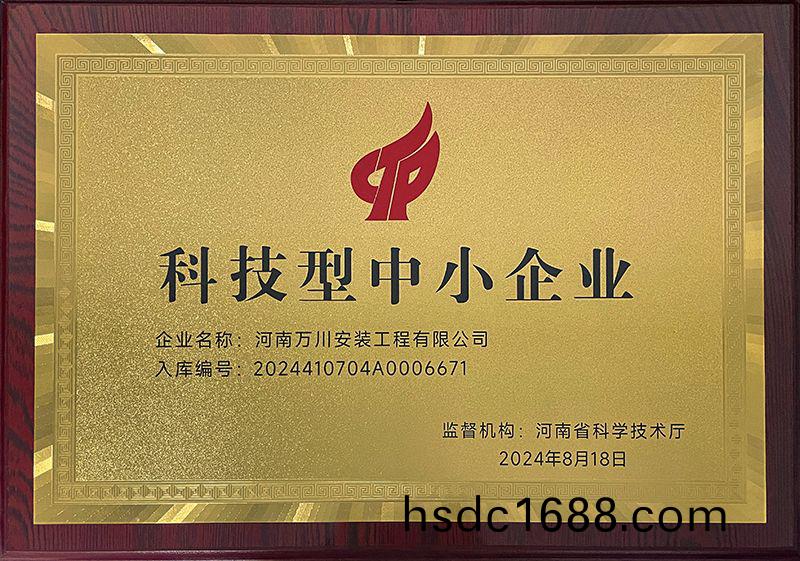 科技型中小企业
企业名称：河南万川安装工程有限公司
入库编号：2024410704A0006671
监督机构：河南省科学技术厅
2024年8月18日
hsdc1688.com